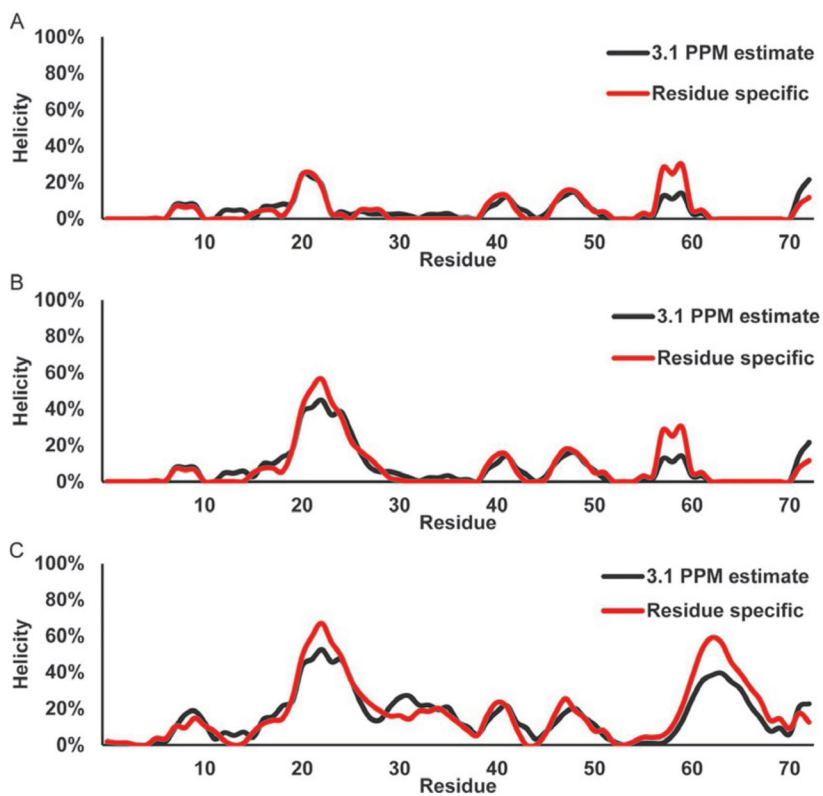 A
100%
80%
60%
40%
20%
0%
Helicity
3.1 PPM estimate
Residue specific
10 20 30 40 50 60 70
Residue
B
100%
80%
60%
40%
20%
0%
Helicity
3.1 PPM estimate
Residue specific
10 20 30 40 50 60 70
Residue
C
100%
80%
60%
40%
20%
0%
Helicity
3.1 PPM estimate
Residue specific
10 20 30 40 50 60 70
Residue